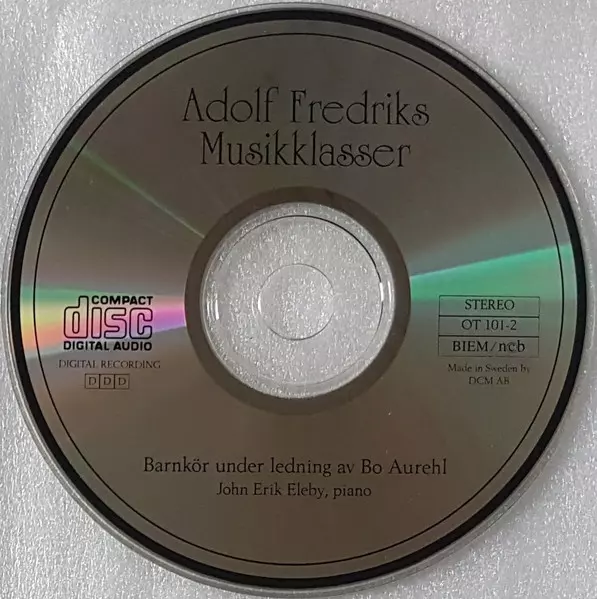 Adolf Fredriks
Musikklasser
COMPACT
disc
DIGITAL AUDIO
DIGITAL RECORDING
DDD
STEREO
OT 101-2
BIEM/ncb
Made in Sweden by
DCM AB
Barnkör under ledning av Bo Aurehl
John Erik Eleby, piano